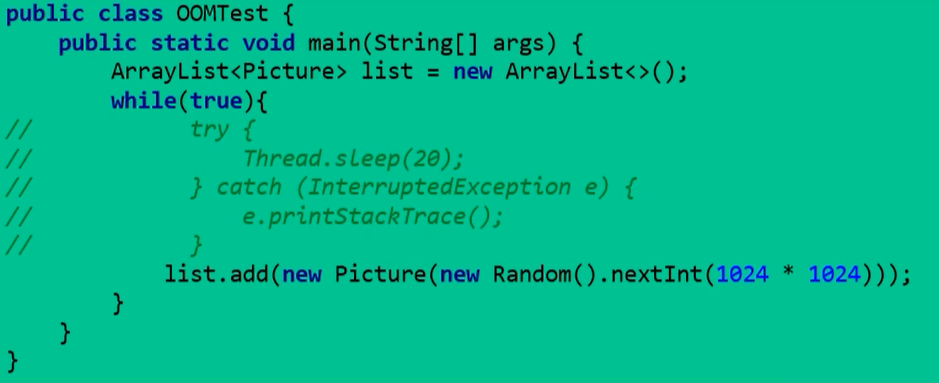 public class OOMTest {
    public static void main(String[] args) {
        ArrayList<Picture> list = new ArrayList<>();
        while(true){
//            try {
//                Thread.sleep(20);
//            } catch (InterruptedException e) {
//                e.printStackTrace();
//            }
            list.add(new Picture(new Random().nextInt(1024 * 1024)));
        }
    }
}